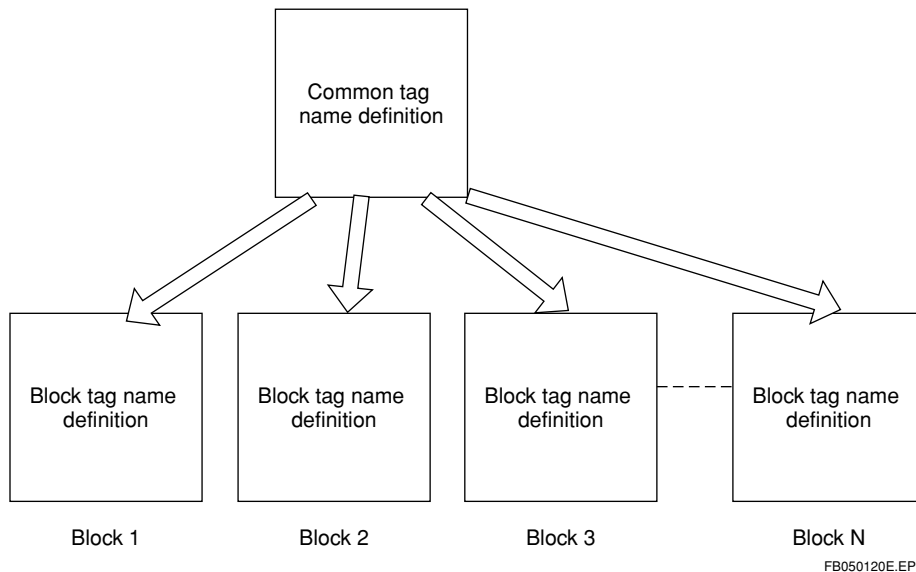 Common tag
name definition
Block tag name
definition
Block tag name
definition
Block tag name
definition
Block tag name
definition
Block 1
Block 2
Block 3
Block N
FB050120E.EP